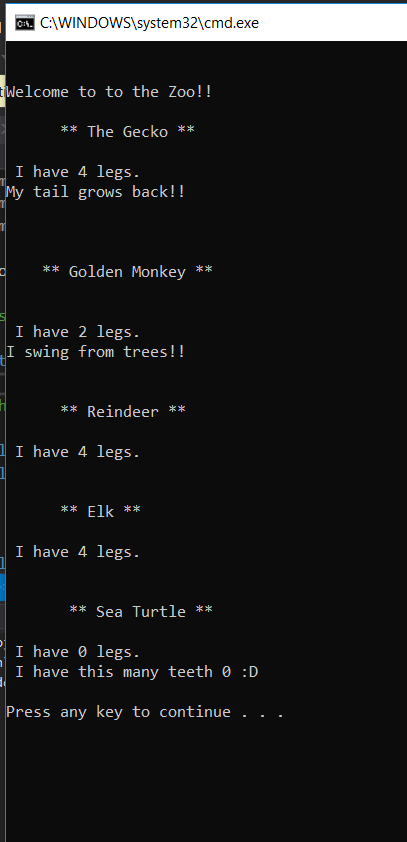 C:\WINDOWS\system32\cmd.exe
Welcome to to the Zoo!!
** The Gecko **
I have 4 legs.
My tail grows back!!
** Golden Monkey **
I have 2 legs.
I swing from trees!!
** Reindeer **
I have 4 legs.
** Elk **
I have 4 legs.
** Sea Turtle **
I have 0 legs.
I have this many teeth 0 :D
Press any key to continue . . .